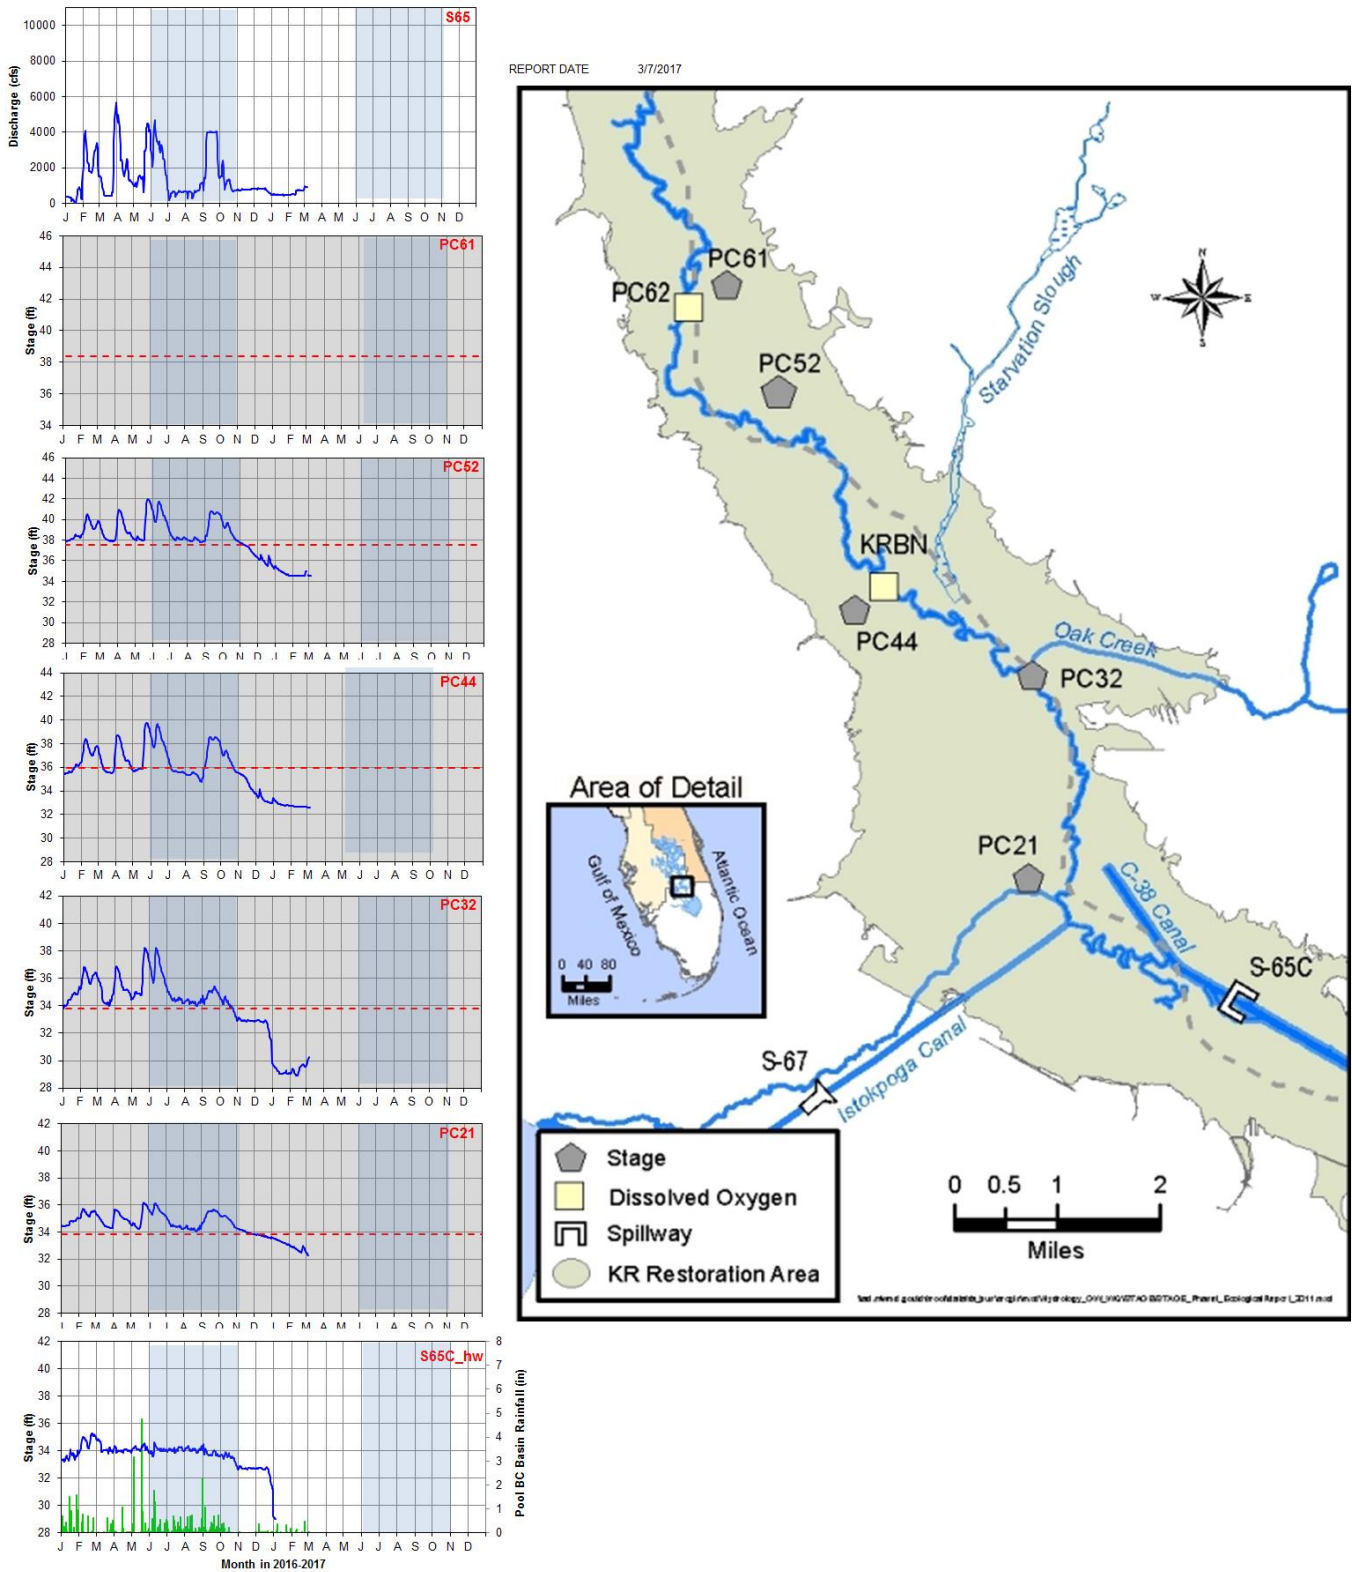 S65
10000
8000
6000
4000
2000
0
Discharge (cfs)
J F M A M J J A S O N D J F M A M J J A S O N D
PC61
46
44
42
40
38
36
34
Stage (ft)
J F M A M J J A S O N D J F M A M J J A S O N D
PC52
46
44
42
40
38
36
34
32
30
28
Stage (ft)
J F M A M J J A S O N D J F M A M J J A S O N D
PC44
44
42
40
38
36
34
32
30
28
Stage (ft)
J F M A M J J A S O N D J F M A M J J A S O N D
PC32
42
40
38
36
34
32
30
28
Stage (ft)
J F M A M J J A S O N D J F M A M J J A S O N D
PC21
42
40
38
36
34
32
30
28
Stage (ft)
J F M A M J J A S O N D J F M A M J J A S O N D
S65C_hw
42
40
38
36
34
32
30
28
Stage (ft)
8
7
6
5
4
3
2
1
0
Pool BC Basin Rainfall (in)
J F M A M J J A S O N D J F M A M J J A S O N D
Month in 2016-2017
REPORT DATE 3/7/2017
PC61
PC62
PC52
Starvation Slough
N
W E
S
KRBN
PC44
Oak Creek
PC32
PC21
C-38 Canal
S-65C
S-67
Istokpoga Canal
Area of Detail
Gulf of Mexico
Atlantic Ocean
0 40 80
Miles
Stage
Dissolved Oxygen
Spillway
KR Restoration Area
0 0.5 1 2
Miles